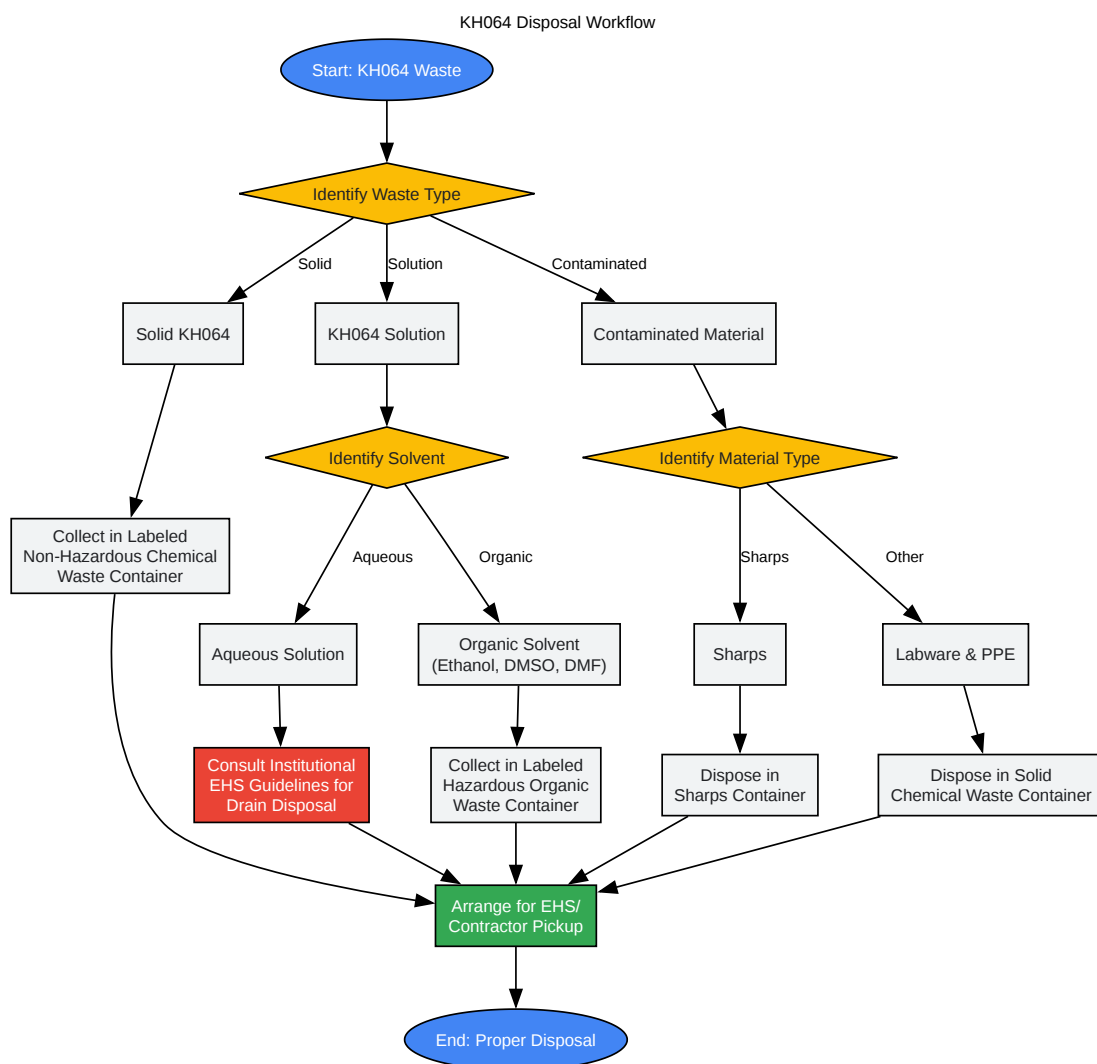 KH064 Disposal Workflow
Start: KH064 Waste
Identify Waste Type
Solid
Solution
Contaminated
Solid KH064
KH064 Solution
Contaminated Material
Identify Solvent
Identify Material Type
Collect in Labeled
Non-Hazardous Chemical
Waste Container
Aqueous
Organic
Sharps
Other
Aqueous Solution
Organic Solvent
(Ethanol, DMSO, DMF)
Sharps
Labware & PPE
Consult Institutional
EHS Guidelines for
Drain Disposal
Collect in Labeled
Hazardous Organic
Waste Container
Dispose in
Sharps Container
Dispose in Solid
Chemical Waste Container
Arrange for EHS/
Contractor Pickup
End: Proper Disposal